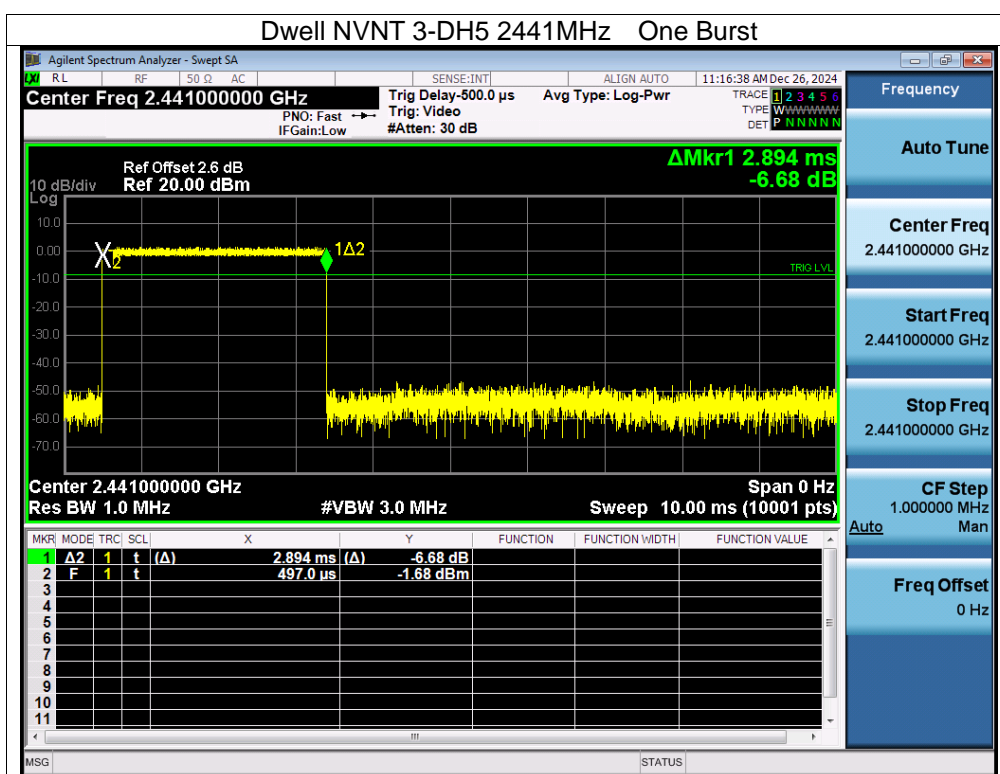 Dwell NVNT 3-DH5 2441MHz One Burst
Agilent Spectrum Analyzer - Swept SA
LXI RL RF 50 Ω AC SENSE:INT ALIGN AUTO 11:16:38 AM Dec 26, 2024
Center Freq 2.441000000 GHz
PNO: Fast
IFGain:Low
Trig Delay-500.0 µs
Trig: Video
#Atten: 30 dB
Avg Type: Log-Pwr
TRACE 1 2 3 4 5 6
TYPE WWWWWW
DET P N N N N N
Ref Offset 2.6 dB
10 dB/div Ref 20.00 dBm
Log
ΔMkr1 2.894 ms
-6.68 dB
10.0
0.00
-10.0
-20.0
-30.0
-40.0
-50.0
-60.0
-70.0
X2
1Δ2
TRIG LVL
Center 2.441000000 GHz Span 0 Hz
Res BW 1.0 MHz #VBW 3.0 MHz Sweep 10.00 ms (10001 pts)
MKR MODE TRC SCL X Y FUNCTION FUNCTION WIDTH FUNCTION VALUE
1 Δ2 1 t (Δ) 2.894 ms (Δ) -6.68 dB
2 F 1 t 497.0 µs -1.68 dBm
3
4
5
6
7
8
9
10
11
MSG STATUS
Frequency
Auto Tune
Center Freq
2.441000000 GHz
Start Freq
2.441000000 GHz
Stop Freq
2.441000000 GHz
CF Step
1.000000 MHz
Auto Man
Freq Offset
0 Hz